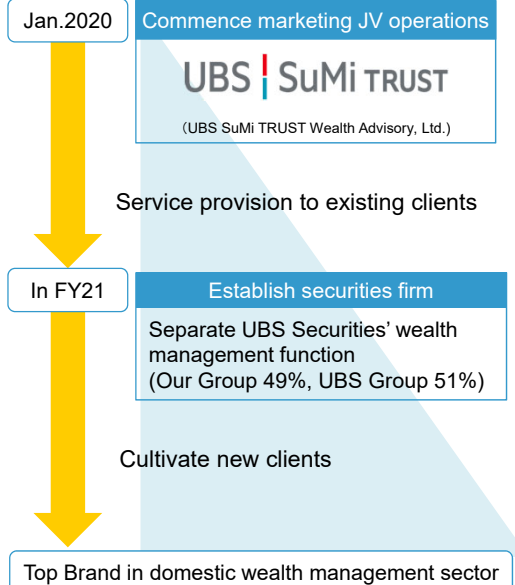 Jan.2020
Commence marketing JV operations
UBS SuMi TRUST
(UBS SuMi TRUST Wealth Advisory, Ltd.)
Service provision to existing clients
In FY21
Establish securities firm
Separate UBS Securities' wealth
management function
(Our Group 49%, UBS Group 51%)
Cultivate new clients
Top Brand in domestic wealth management sector